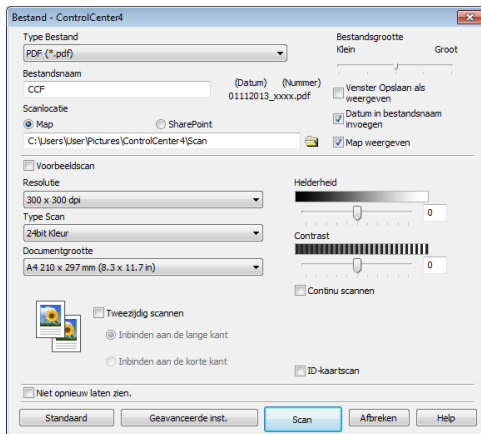 Bestand - ControlCenter4
Type Bestand
PDF (*.pdf)
Bestandsgrootte
Klein Groot
Bestandsnaam
CCF
(Datum) (Nummer)
01112013_xxxx.pdf
Venster Opslaan als
weergeven
Datum in bestandsnaam
invoegen
Scanlocatie
Map SharePoint
C:\Users\User\Pictures\ControlCenter4\Scan
Map weergeven
Voorbeeldscan
Resolutie
300 x 300 dpi
Helderheid
0
Type Scan
24bit Kleur
Contrast
0
Documentgrootte
A4 210 x 297 mm (8.3 x 11.7 in)
Continu scannen
Tweezijdig scannen
Inbinden aan de lange kant
Inbinden aan de korte kant
ID-kaartscan
Niet opnieuw laten zien.
Standaard Geavanceerde inst. Scan Afbreken Help